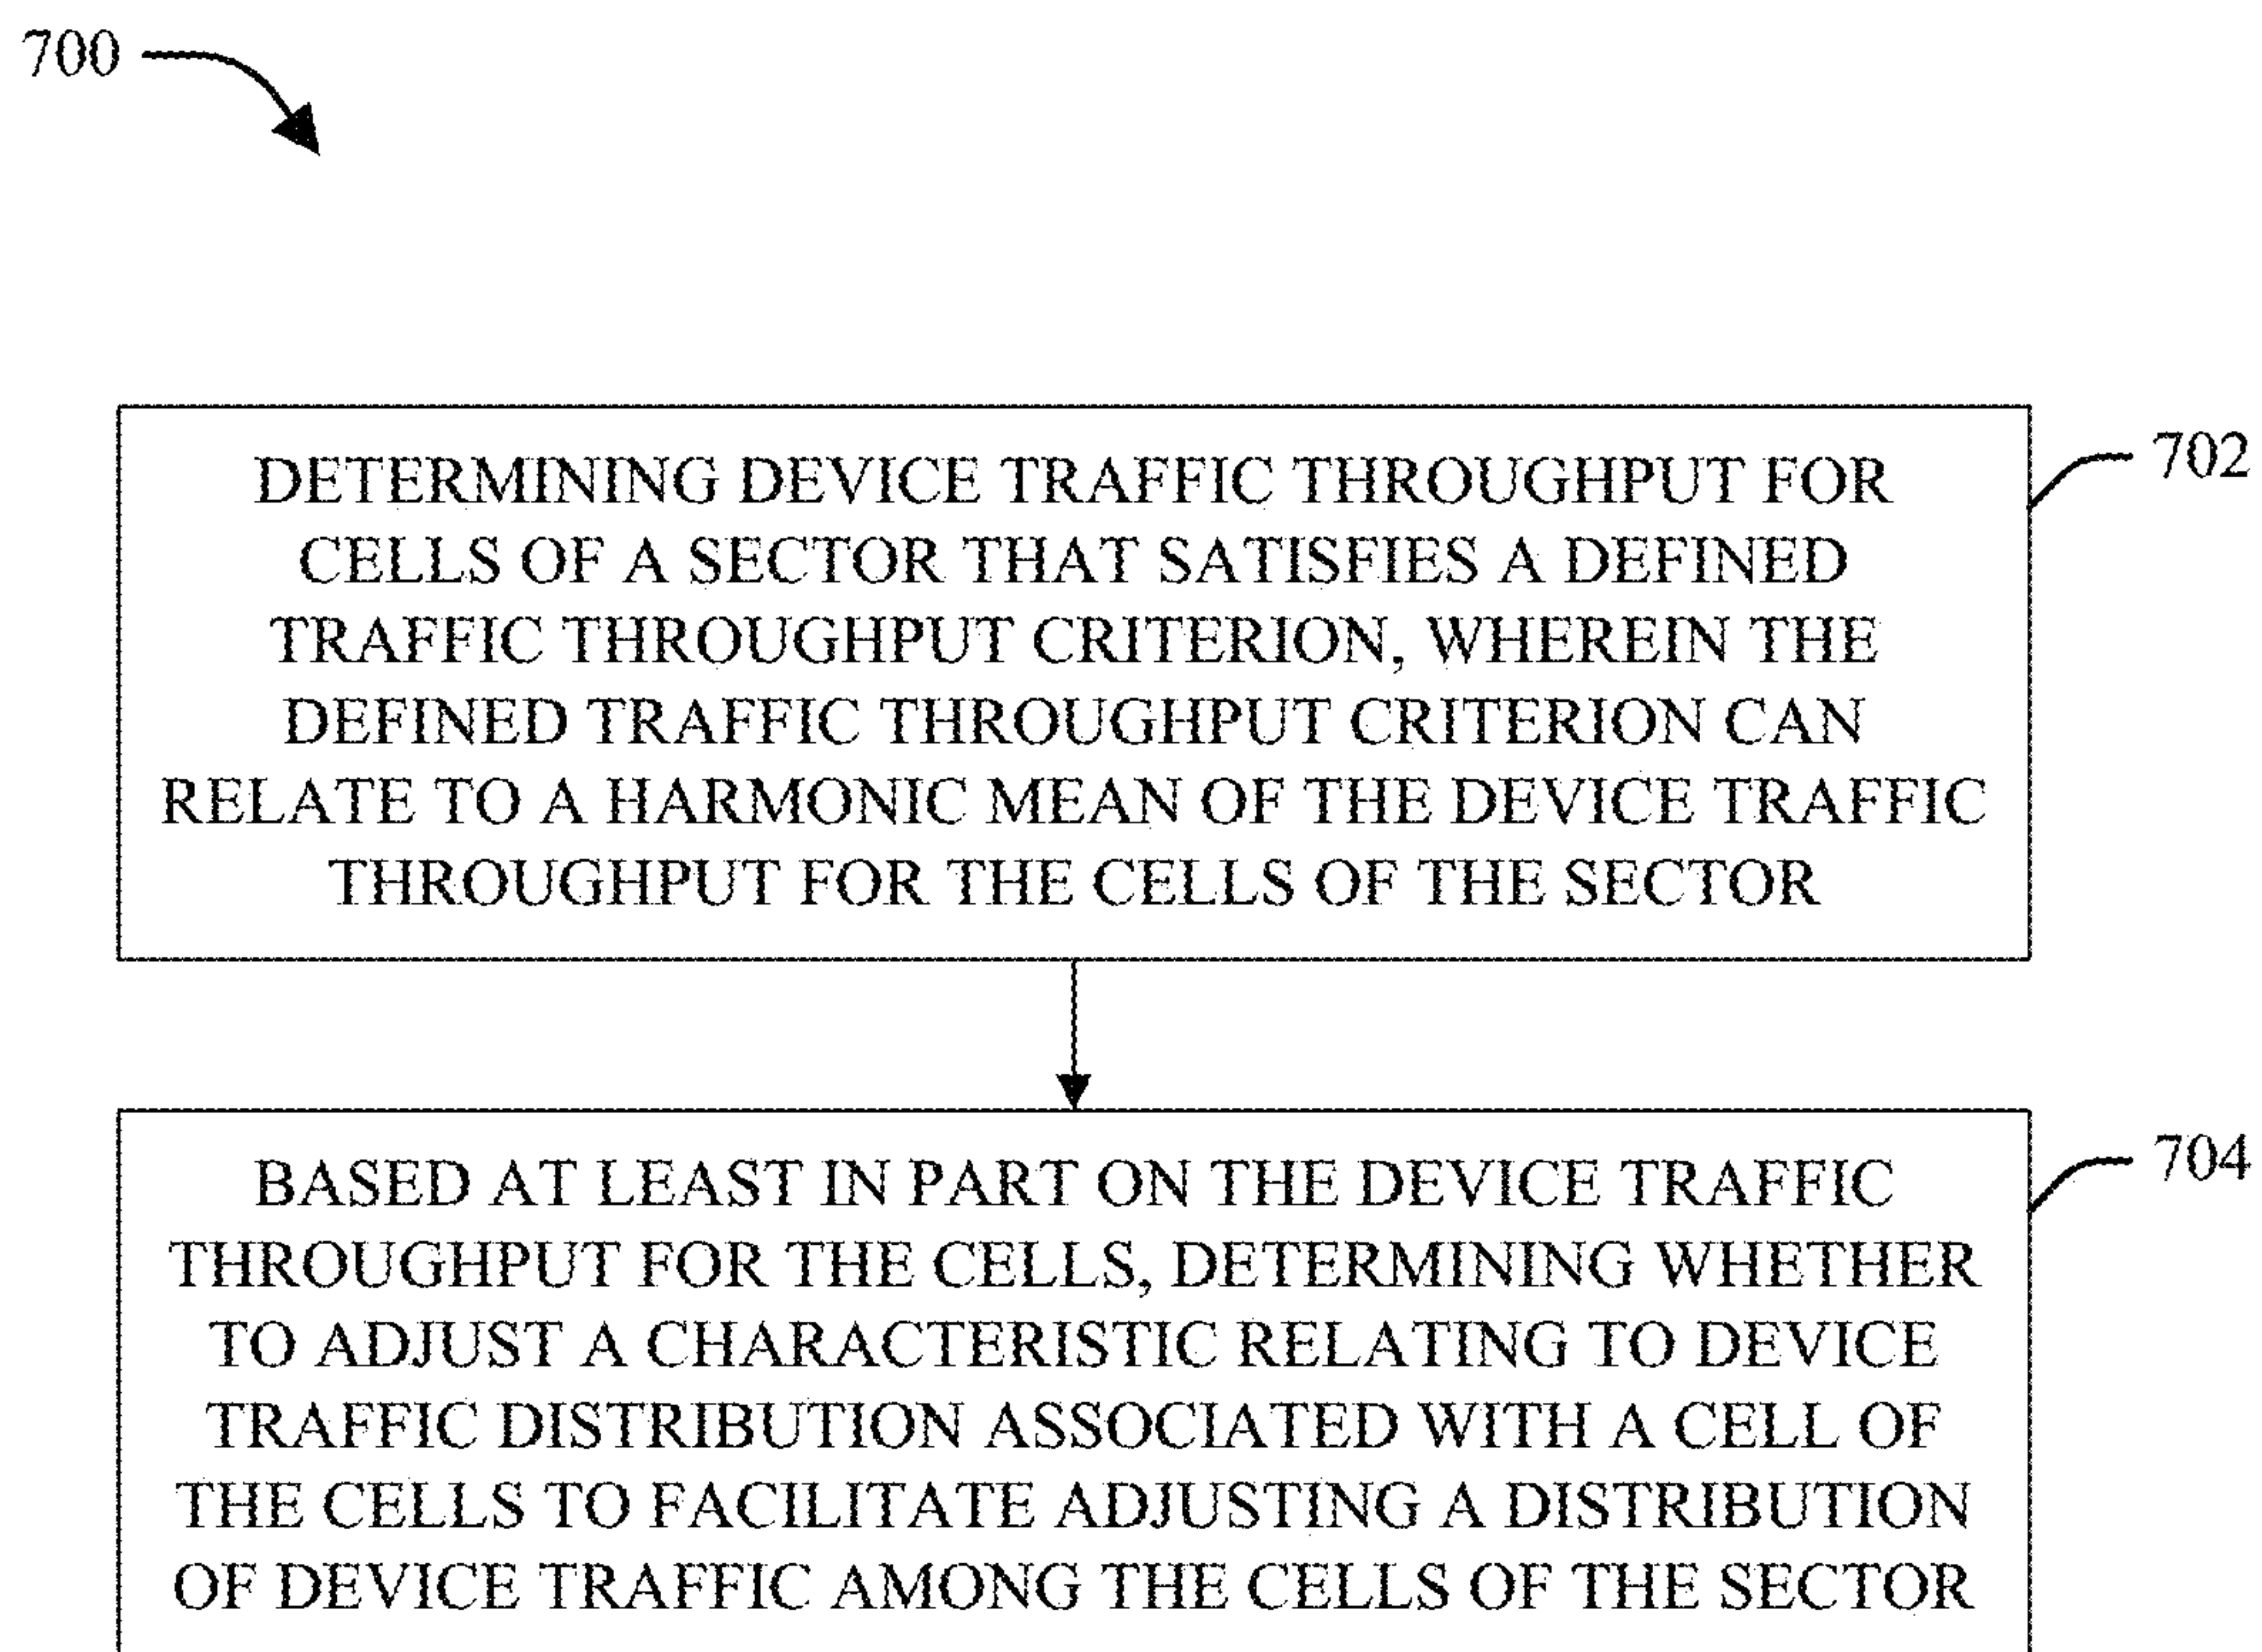 700
702
DETERMINING DEVICE TRAFFIC THROUGHPUT FOR
CELLS OF A SECTOR THAT SATISFIES A DEFINED
TRAFFIC THROUGHPUT CRITERION, WHEREIN THE
DEFINED TRAFFIC THROUGHPUT CRITERION CAN
RELATE TO A HARMONIC MEAN OF THE DEVICE TRAFFIC
THROUGHPUT FOR THE CELLS OF THE SECTOR
704
BASED AT LEAST IN PART ON THE DEVICE TRAFFIC
THROUGHPUT FOR THE CELLS, DETERMINING WHETHER
TO ADJUST A CHARACTERISTIC RELATING TO DEVICE
TRAFFIC DISTRIBUTION ASSOCIATED WITH A CELL OF
THE CELLS TO FACILITATE ADJUSTING A DISTRIBUTION
OF DEVICE TRAFFIC AMONG THE CELLS OF THE SECTOR